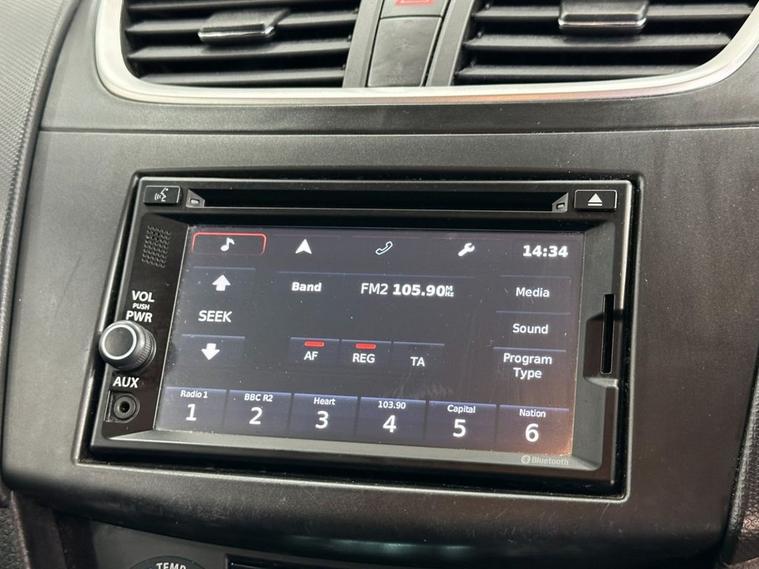 14:34
VOL
PUSH
PWR
AUX
SEEK
Band
FM2 105.90 MHz
AF
REG
TA
Media
Sound
Program
Type
Radio 1
1
BBC R2
2
Heart
3
103.90
4
Capital
5
Nation
6
Bluetooth
TEMP